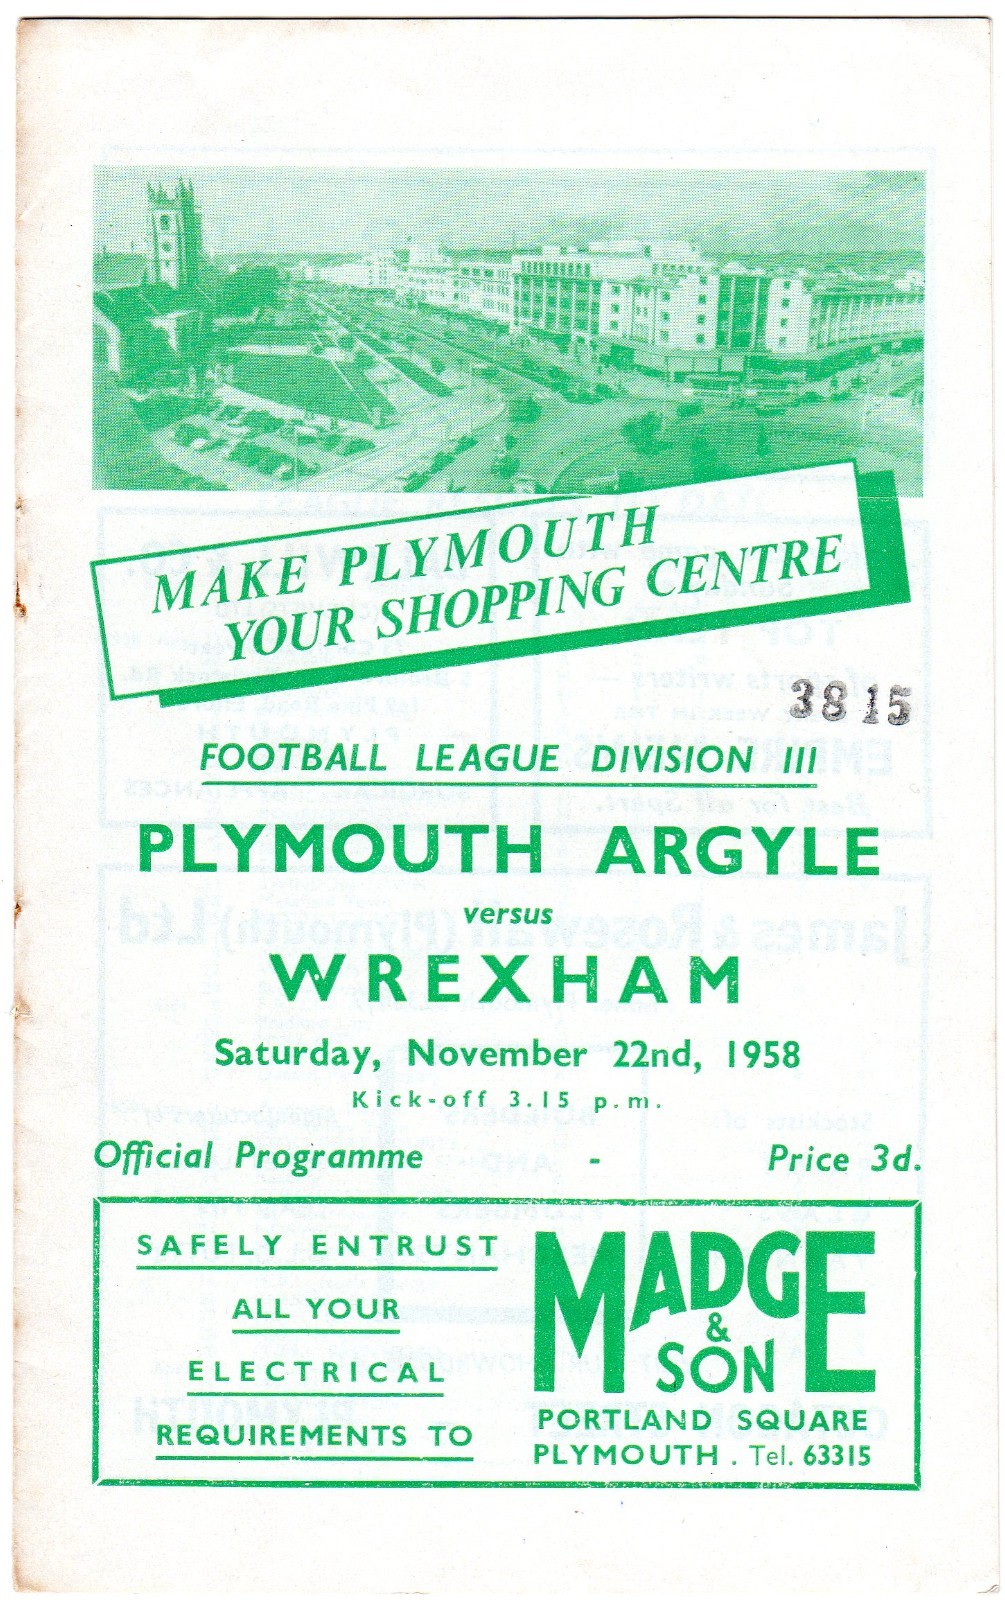 MAKE PLYMOUTH
YOUR SHOPPING CENTRE
3815
FOOTBALL LEAGUE DIVISION III
PLYMOUTH ARGYLE
versus
WREXHAM
Saturday, November 22nd, 1958
Kick-off 3.15 p.m.
Official Programme - Price 3d.
SAFELY ENTRUST
ALL YOUR
ELECTRICAL
REQUIREMENTS TO
MADGE
&
SON
PORTLAND SQUARE
PLYMOUTH . Tel. 63315